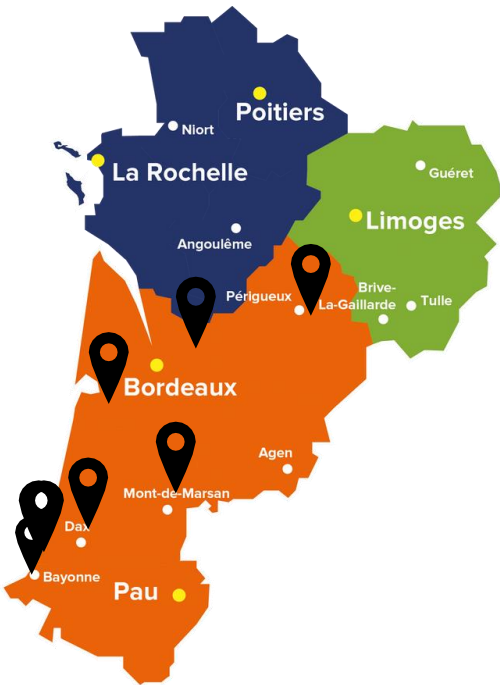 Poitiers
Niort
La Rochelle
Guéret
Limoges
Angoulême
Périgueux
Brive-
La-Gaillarde
Tulle
Bordeaux
Agen
Mont-de-Marsan
Dax
Bayonne
Pau